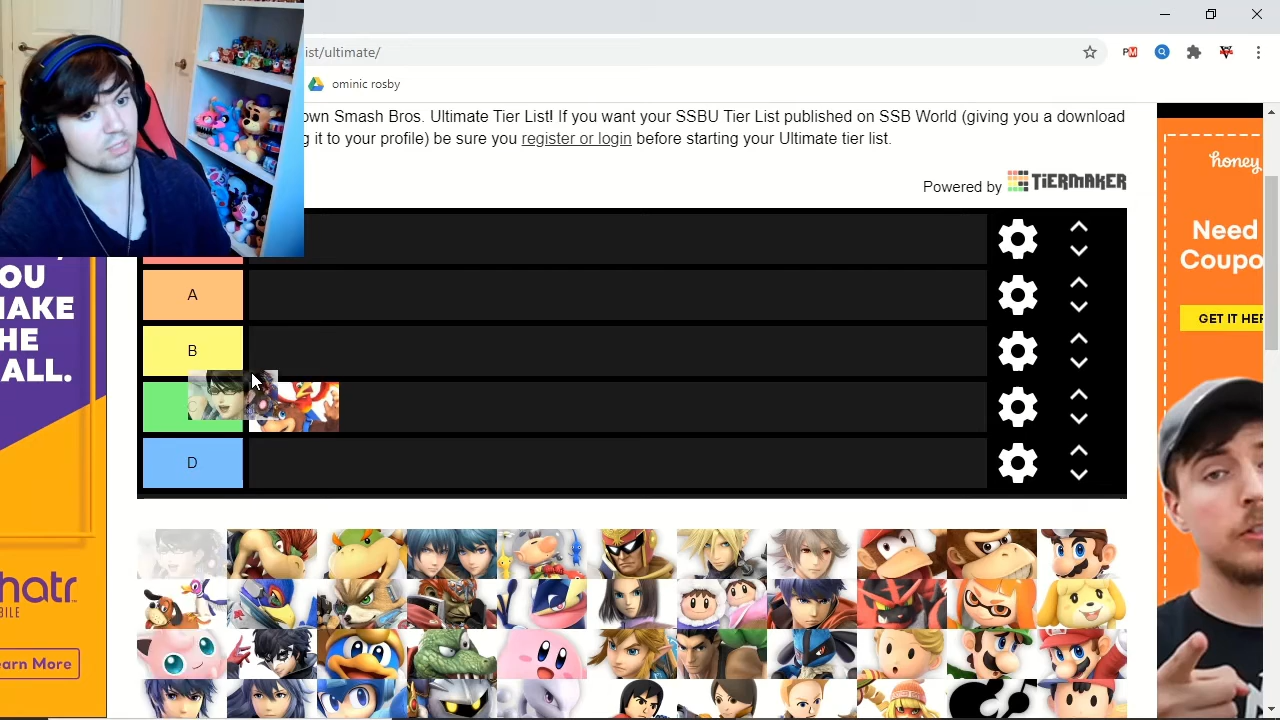 ist/ultimate/
ominic rosby
own Smash Bros. Ultimate Tier List! If you want your SSBU Tier List published on SSB World (giving you a download
g it to your profile) be sure you register or login before starting your Ultimate tier list.
Powered by TiERMAKER
A
B
C
D
OU
MAKE
HE
ALL.
hatr
BILE
earn More
honey
Need
Coupo
GET IT HER